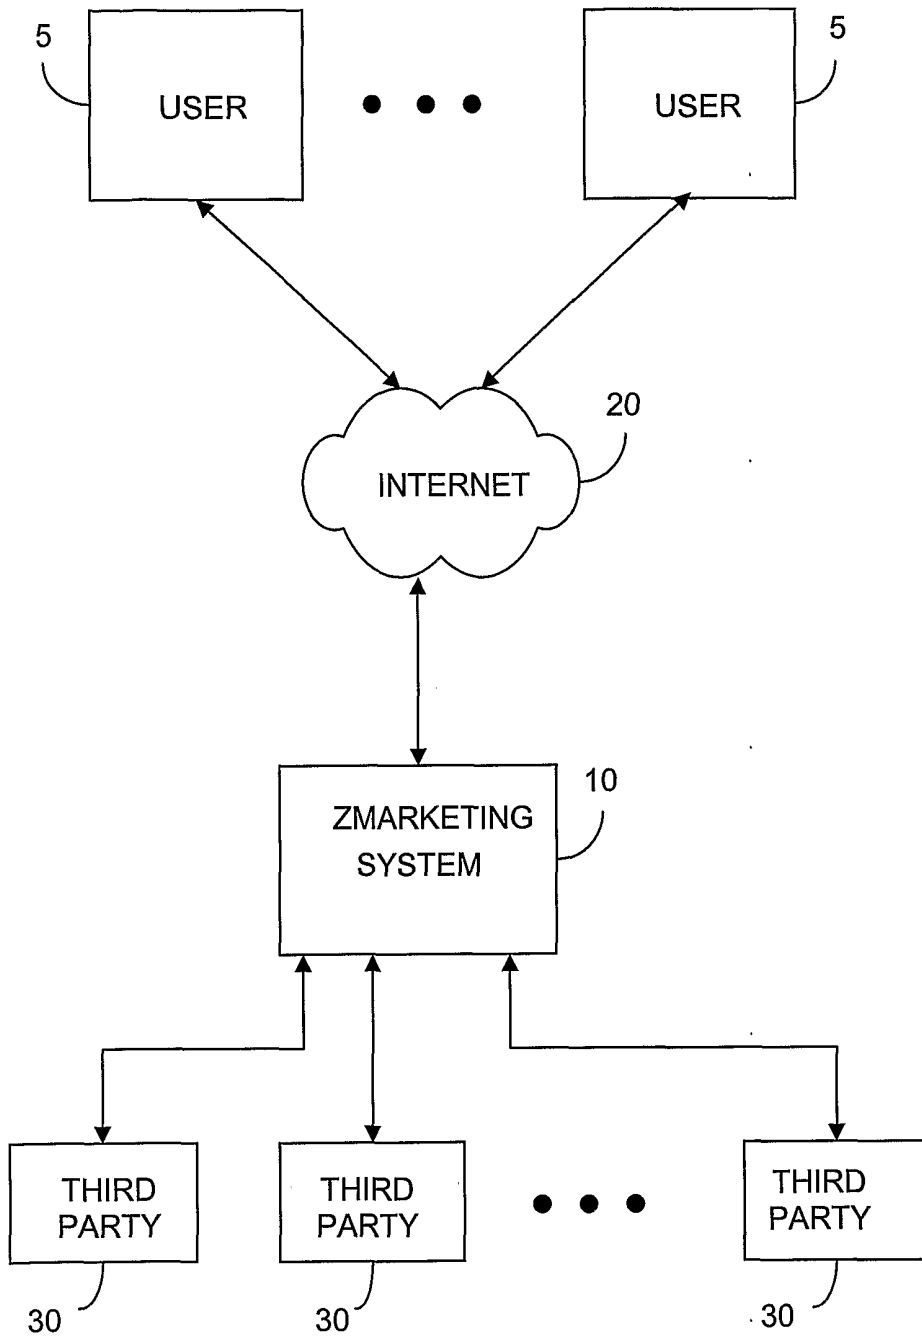 5
5
USER
USER
20
INTERNET
10
ZMARKETING
SYSTEM
THIRD
PARTY
THIRD
PARTY
THIRD
PARTY
30
30
30